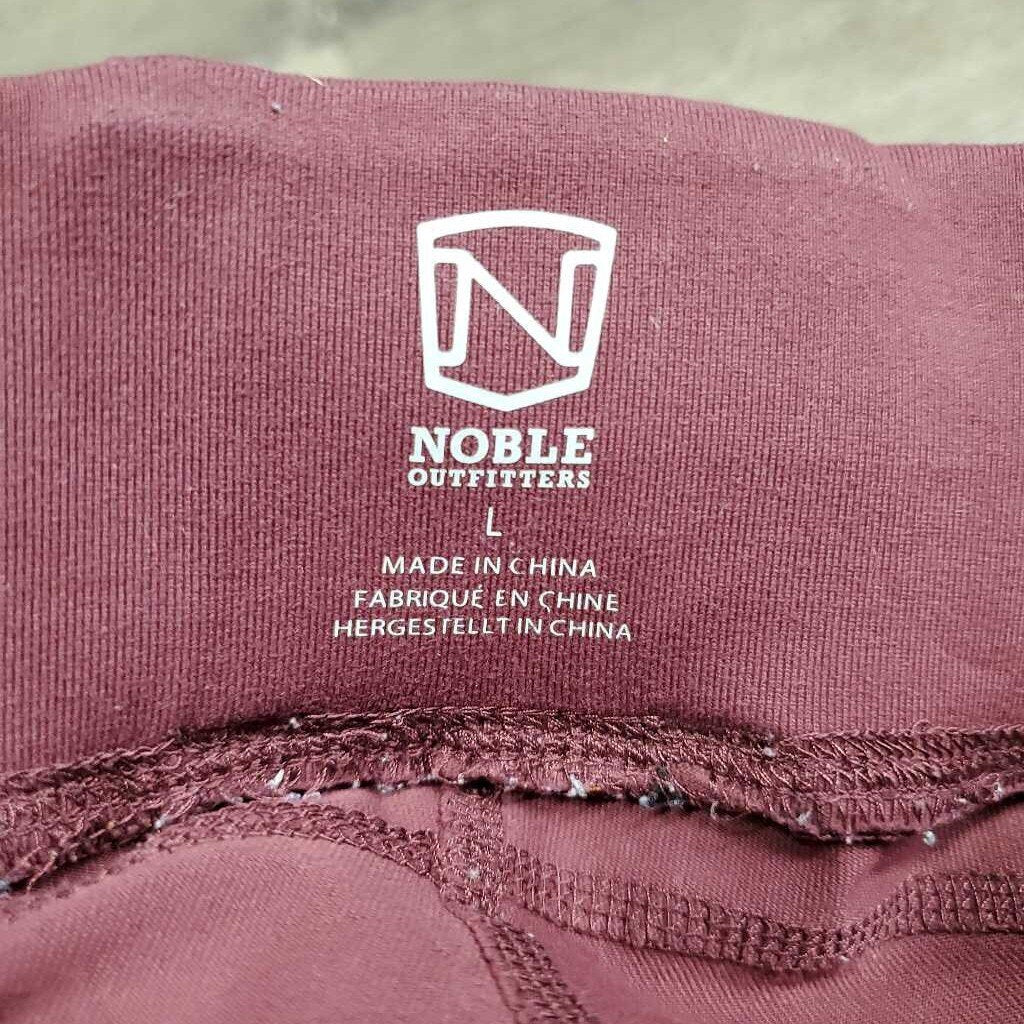 N
NOBLE
OUTFITTERS
L
MADE IN CHINA
FABRIQUÉ EN CHINE
HERGESTELLT IN CHINA